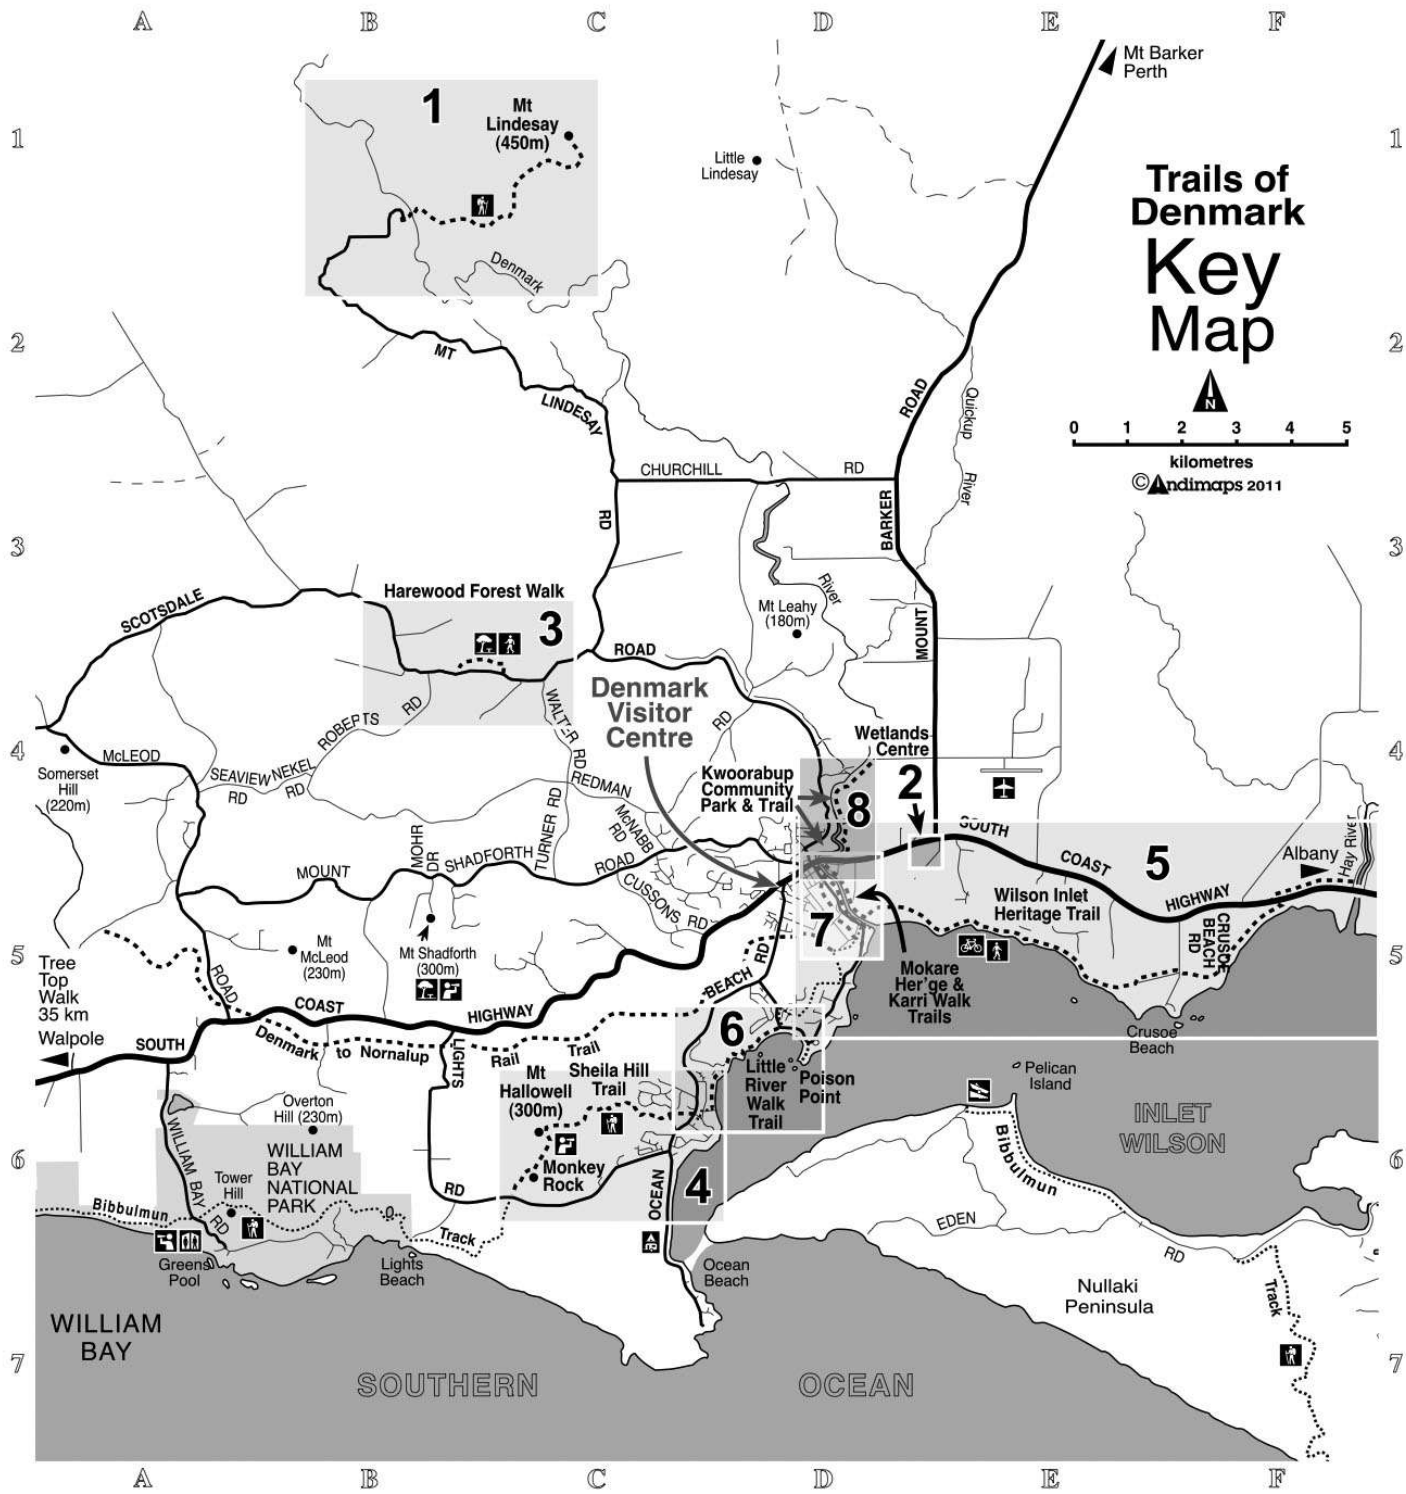 A B C D E F
1
2
3
4
5
6
7
1
2
3
4
5
6
7
Mt Barker
Perth
Trails of
Denmark
Key
Map
N
0 1 2 3 4 5
kilometres
© Andimaps 2011
1
Mt
Lindesay
(450m)
Little
Lindesay
Denmark
MT
LINDESAY
RD
CHURCHILL RD
ROAD
BARKER
MOUNT
Quickup
River
River
Mt Leahy
(180m)
Harewood Forest Walk
3
SCOTSDALE
ROAD
Denmark
Visitor
Centre
RD
Wetlands
Centre
Kwoorabup
Community
Park & Trail
8
2
ROBERTS RD
WALTER RD
McLEOD
Somerset
Hill
(220m)
SEAVIEW
RD
NEKEL
RD
REDMAN
McNABB
RD
TURNER RD
MOHR
DR
MOUNT
SHADFORTH
ROAD
CUSSONS RD
SOUTH
COAST
HIGHWAY
5
Albany
Hay River
Wilson Inlet
Heritage Trail
CRUSOE
BEACH
RD
7
Mokare
Her'ge &
Karri Walk
Trails
Tree
Top
Walk
35 km
Walpole
Mt
McLeod
(230m)
Mt Shadforth
(300m)
ROAD
SOUTH
COAST
HIGHWAY
BEACH
RD
Denmark to Nornalup Rail Trail
LIGHTS
RD
6
Little
River
Walk
Trail
Poison
Point
Crusoe
Beach
Pelican
Island
INLET
WILSON
Mt
Hallowell
(300m)
Sheila Hill
Trail
Monkey
Rock
4
OCEAN
Overton
Hill (230m)
WILLIAM
BAY
NATIONAL
PARK
WILLIAM BAY
RD
Tower
Hill
Bibbulmun
Track
Greens
Pool
Lights
Beach
Ocean
Beach
Bibbulmun
EDEN
RD
Track
Nullaki
Peninsula
WILLIAM
BAY
SOUTHERN OCEAN
A B C D E F